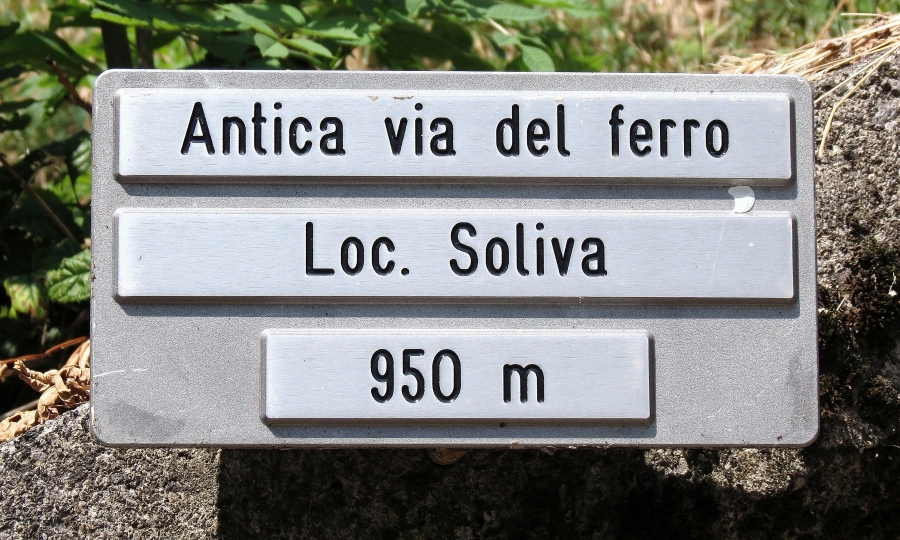 Antica via del ferro
Loc. Soliva
950 m